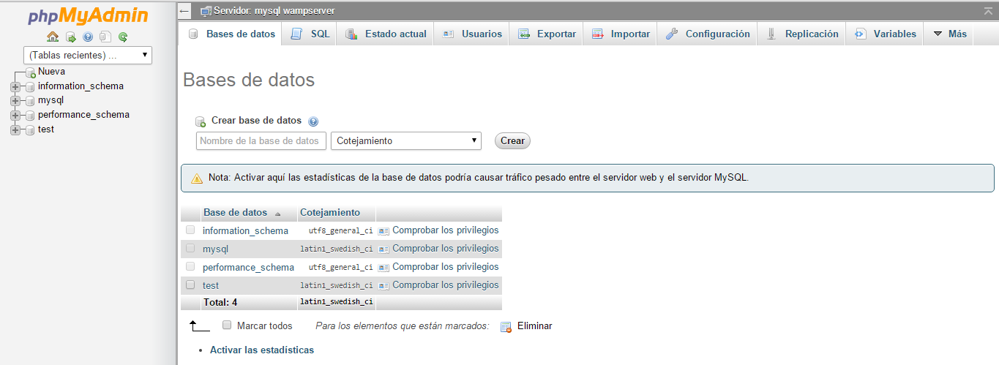 phpMyAdmin
(Tablas recientes) ...
Nueva
information_schema
mysql
performance_schema
test
Servidor: mysql wampserver
Bases de datos SQL Estado actual Usuarios Exportar Importar Configuración Replicación Variables Más
Bases de datos
Crear base de datos
Nombre de la base de datos Cotejamiento Crear
Nota: Activar aquí las estadísticas de la base de datos podría causar tráfico pesado entre el servidor web y el servidor MySQL.
Base de datos Cotejamiento
information_schema utf8_general_ci Comprobar los privilegios
mysql latin1_swedish_ci Comprobar los privilegios
performance_schema utf8_general_ci Comprobar los privilegios
test latin1_swedish_ci Comprobar los privilegios
Total: 4 latin1_swedish_ci
Marcar todos Para los elementos que están marcados: Eliminar
Activar las estadísticas